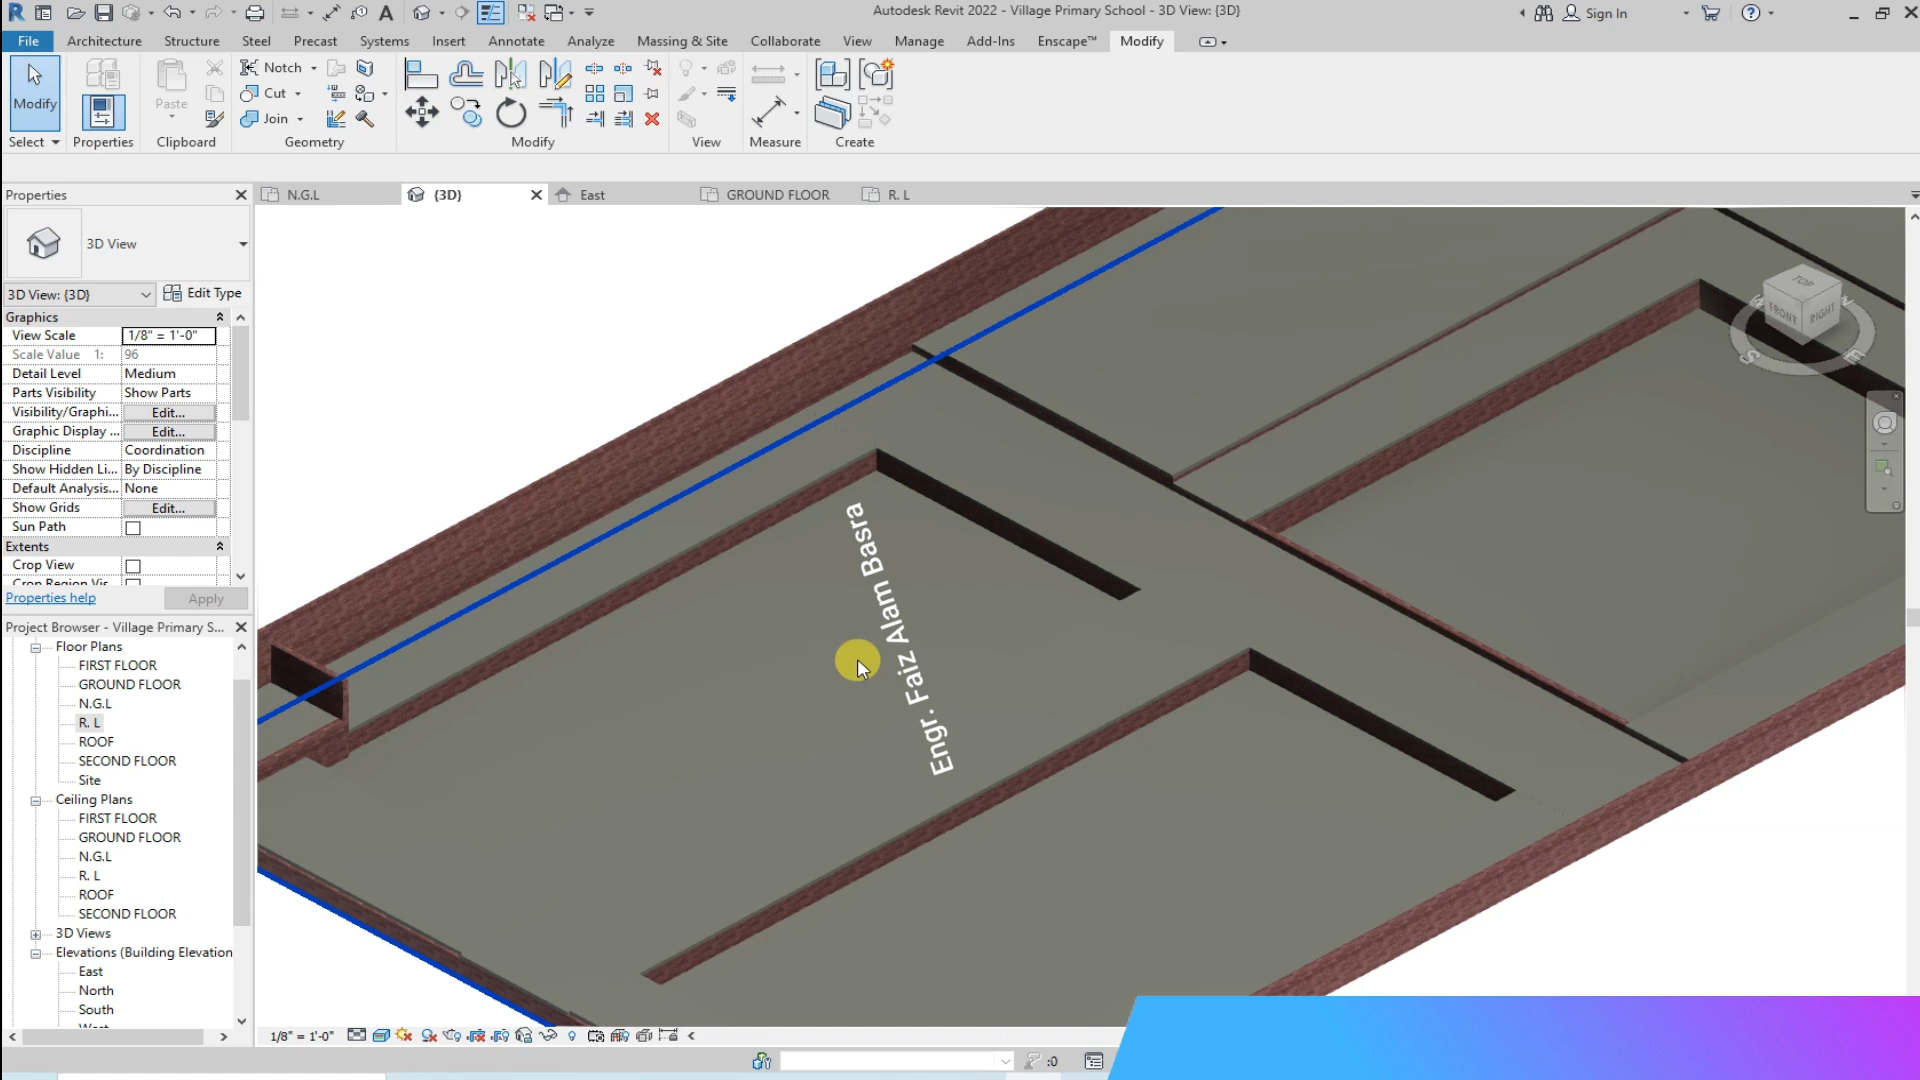 Autodesk Revit 2022 - Village Primary School - 3D View: {3D}
Sign In
File Architecture Structure Steel Precast Systems Insert Annotate Analyze Massing & Site Collaborate View Manage Add-Ins Enscape™ Modify
Modify
Paste
Notch
Cut
Join
Select Properties Clipboard Geometry Modify View Measure Create
Properties
N.G.L {3D} East GROUND FLOOR R. L
3D View
3D View: {3D} Edit Type
Graphics
View Scale 1/8" = 1'-0"
Scale Value 1: 96
Detail Level Medium
Parts Visibility Show Parts
Visibility/Graphi... Edit...
Graphic Display ... Edit...
Discipline Coordination
Show Hidden Li... By Discipline
Default Analysis... None
Show Grids Edit...
Sun Path
Extents
Crop View
Crop Region Vis
Properties help Apply
Project Browser - Village Primary S...
Floor Plans
FIRST FLOOR
GROUND FLOOR
N.G.L
R. L
ROOF
SECOND FLOOR
Site
Ceiling Plans
FIRST FLOOR
GROUND FLOOR
N.G.L
R. L
ROOF
SECOND FLOOR
3D Views
Elevations (Building Elevation
East
North
South
West
TOP
FRONT RIGHT
S E
Engr. Faiz Alam Basra
1/8" = 1'-0"
:0